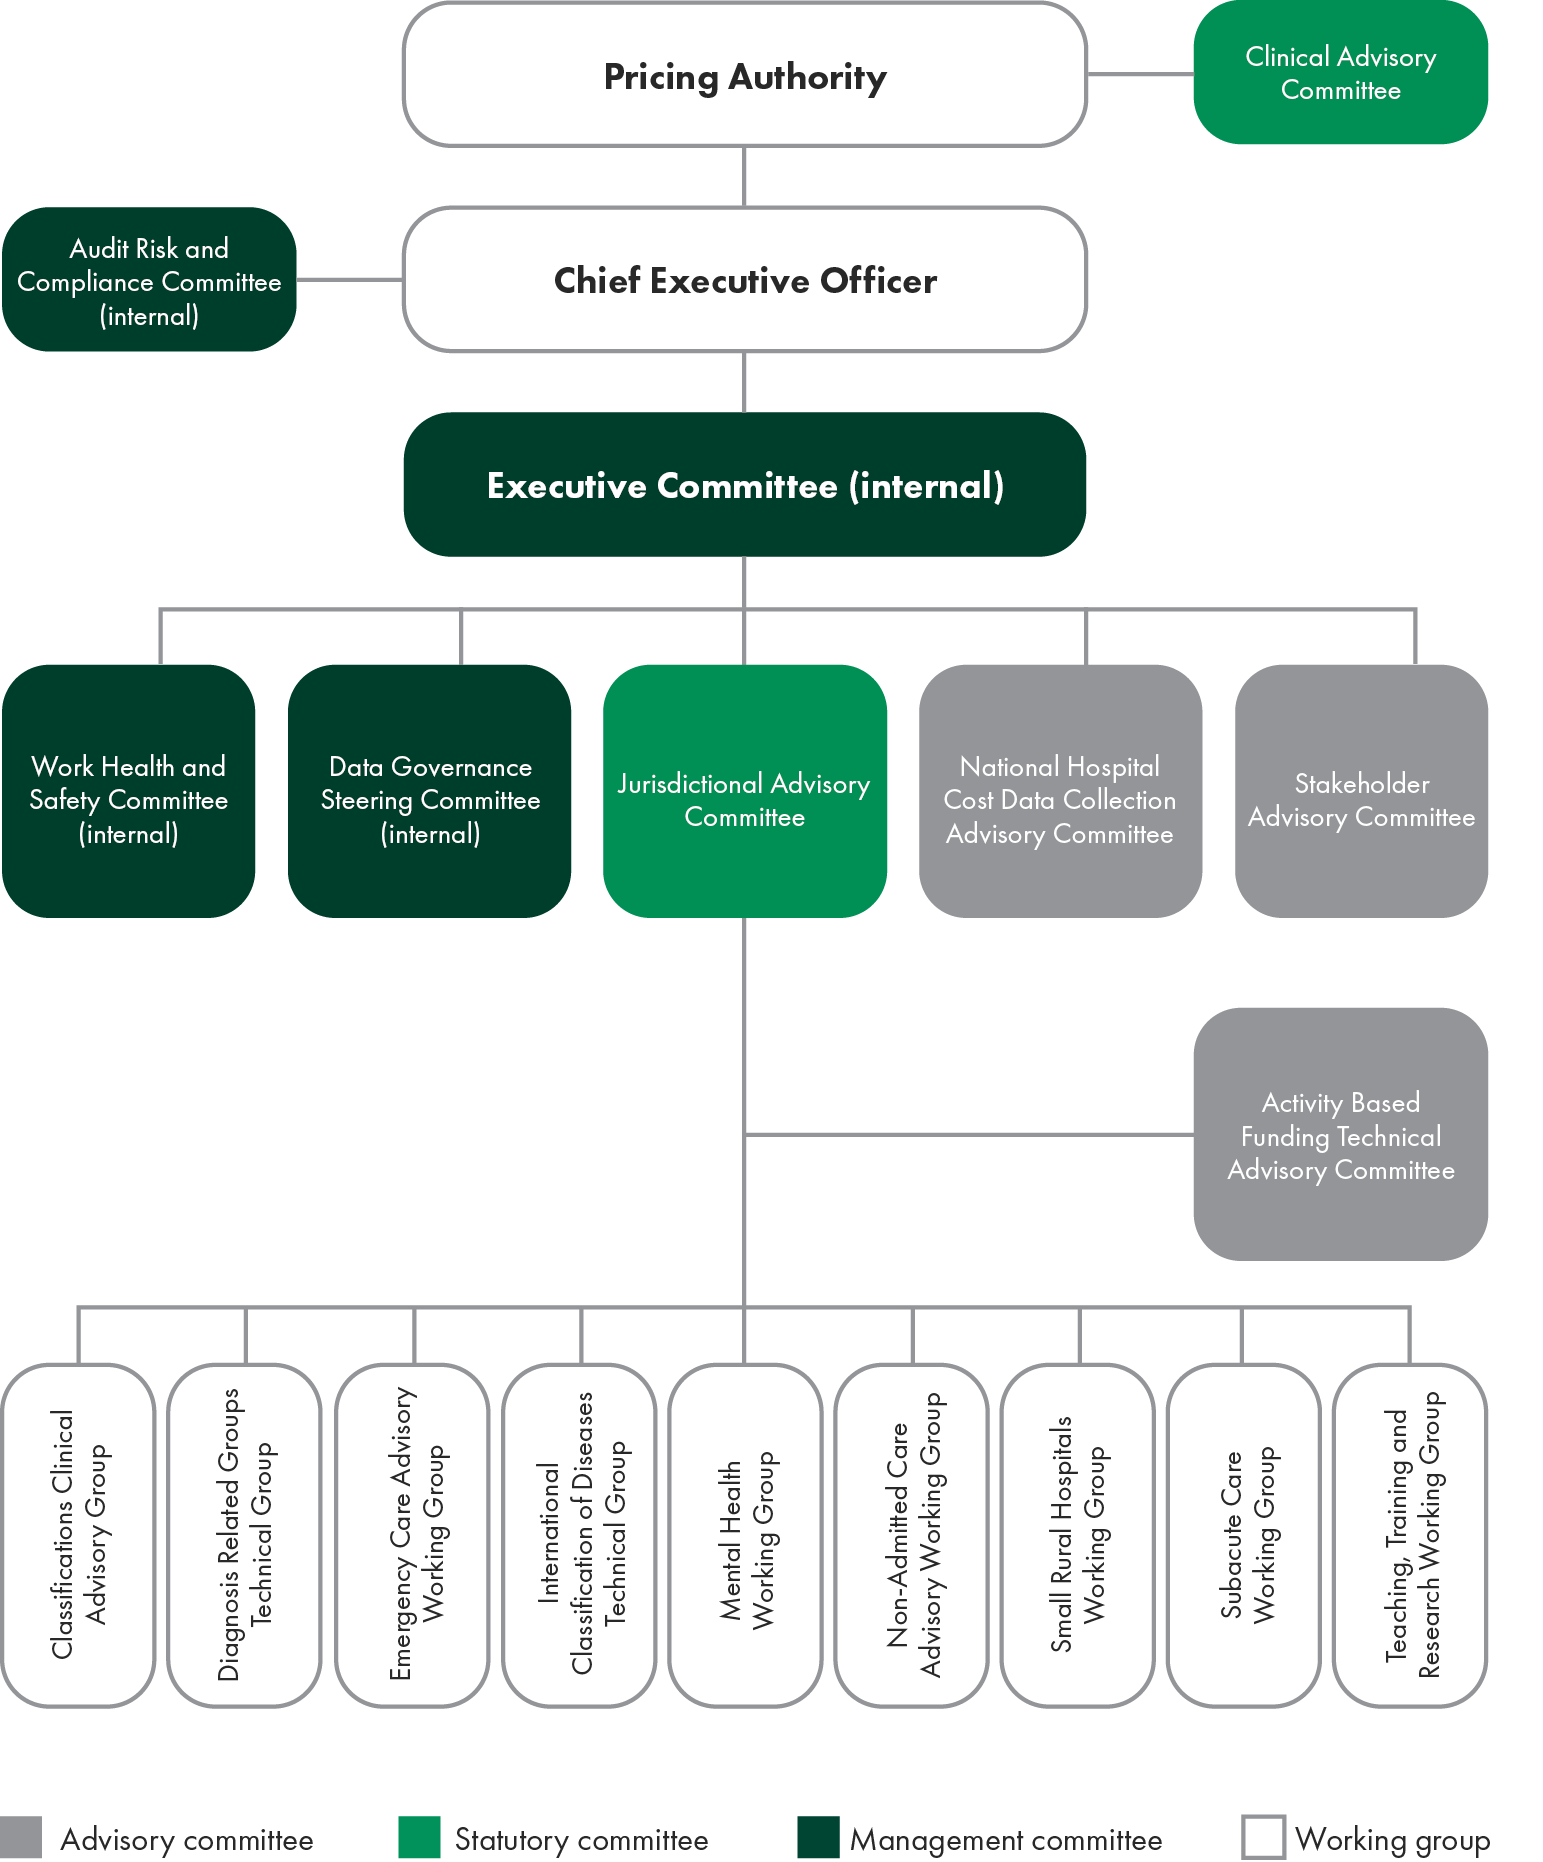 Pricing Authority
Clinical Advisory
Committee
Audit Risk and
Compliance Committee
(internal)
Chief Executive Officer
Executive Committee (internal)
Work Health and
Safety Committee
(internal)
Data Governance
Steering Committee
(internal)
Jurisdictional Advisory
Committee
National Hospital
Cost Data Collection
Advisory Committee
Stakeholder
Advisory Committee
Activity Based
Funding Technical
Advisory Committee
Classifications Clinical
Advisory Group
Diagnosis Related Groups
Technical Group
Emergency Care Advisory
Working Group
International
Classification of Diseases
Technical Group
Mental Health
Working Group
Non-Admitted Care
Advisory Working Group
Small Rural Hospitals
Working Group
Subacute Care
Working Group
Teaching, Training and
Research Working Group
Advisory committee
Statutory committee
Management committee
Working group